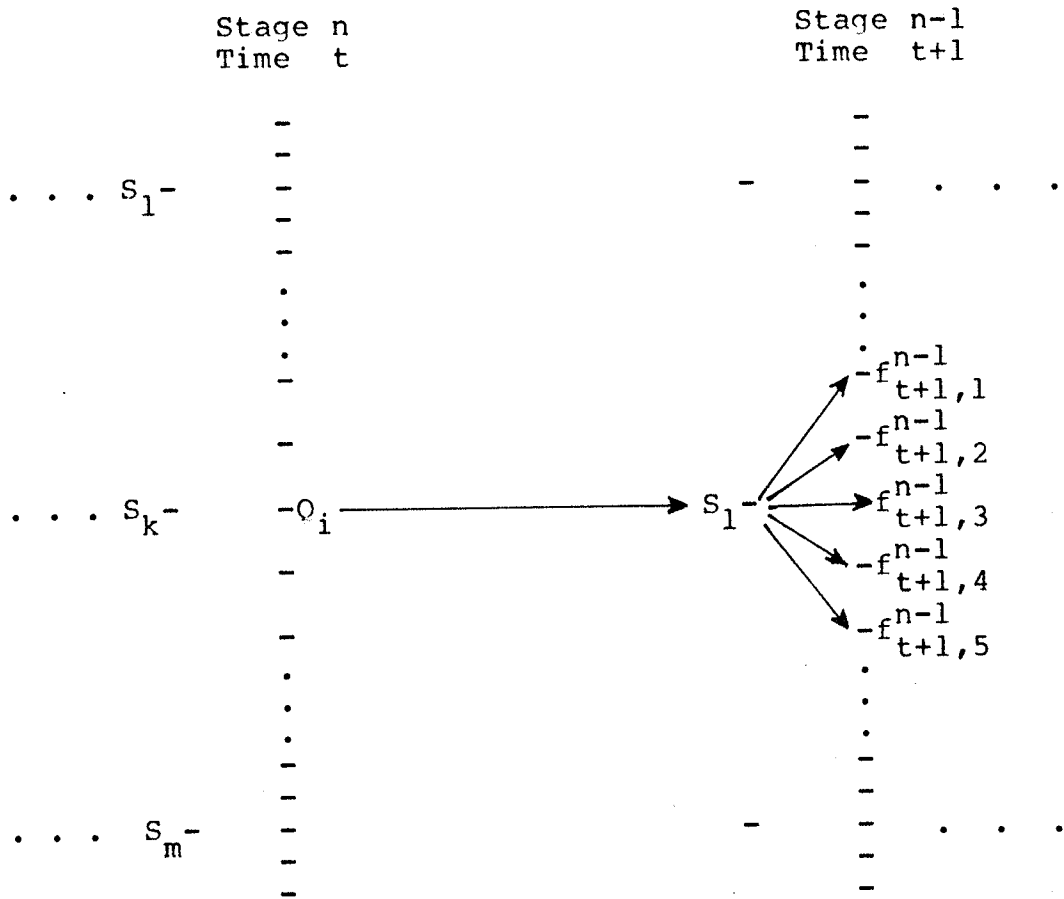 Stage n Stage n-1
Time t Time t+1
. . . S₁- - . . .
-f^{n-1}_{t+1,1}
-f^{n-1}_{t+1,2}
. . . Sₖ- -Qᵢ S₁- f^{n-1}_{t+1,3}
-f^{n-1}_{t+1,4}
-f^{n-1}_{t+1,5}
. . . Sₘ- - . . .